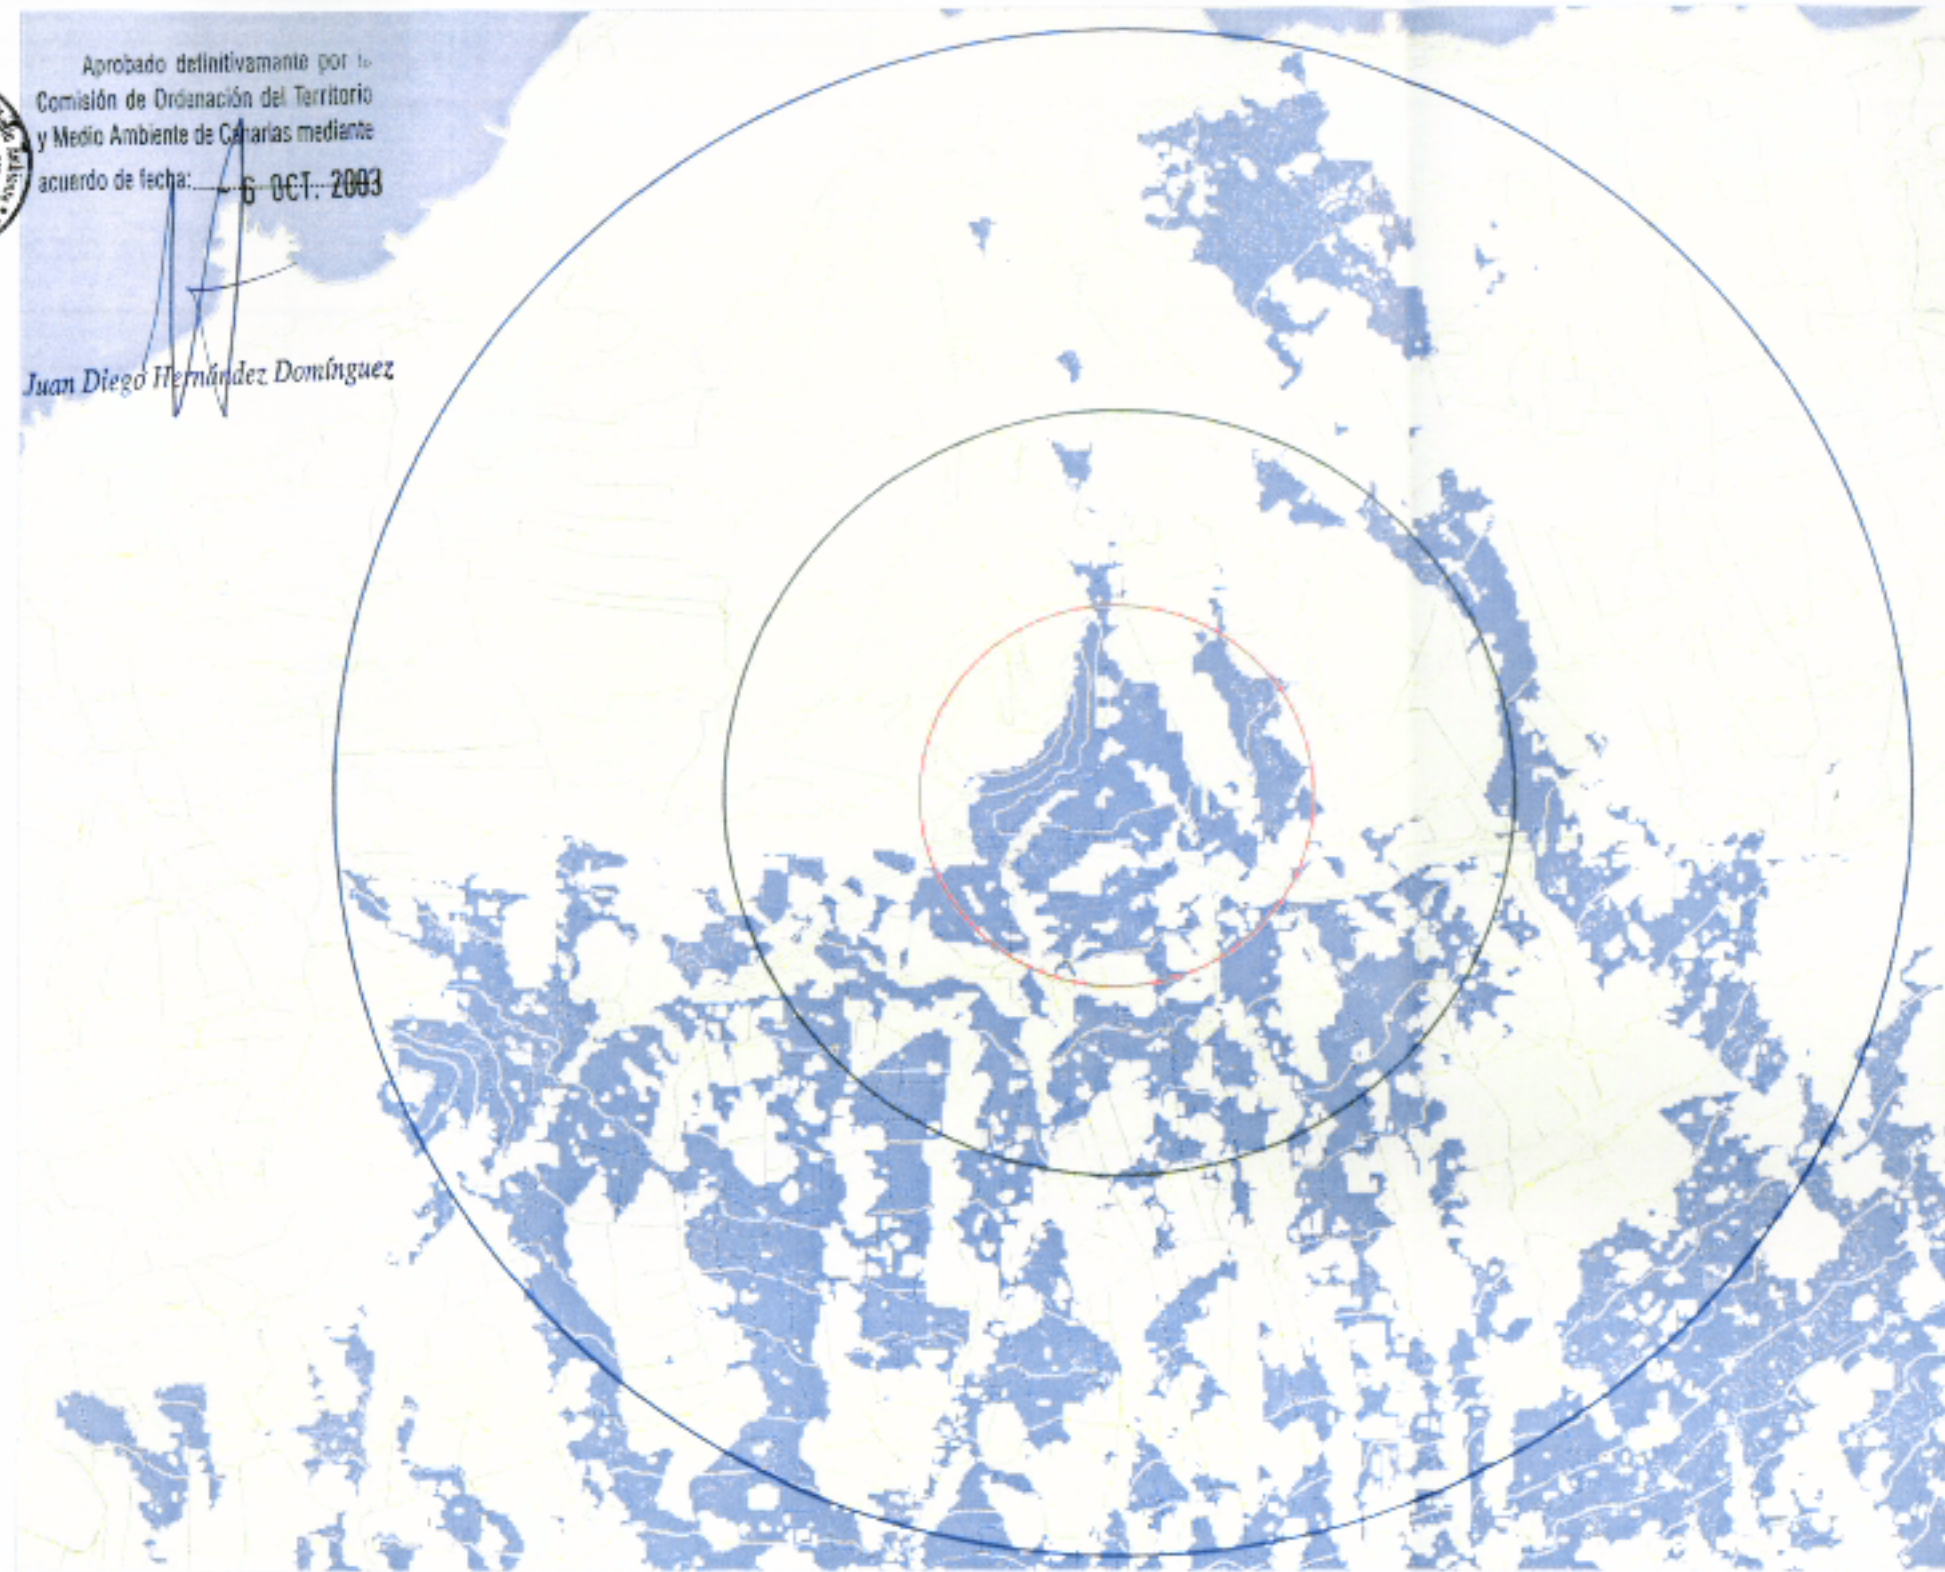 Aprobado definitivamente por
Comisión de Ordenación del Territorio
y Medio Ambiente de Canarias mediante
acuerdo de fecha: - 6 OCT. 2003
Juan Diego Hernández Domínguez